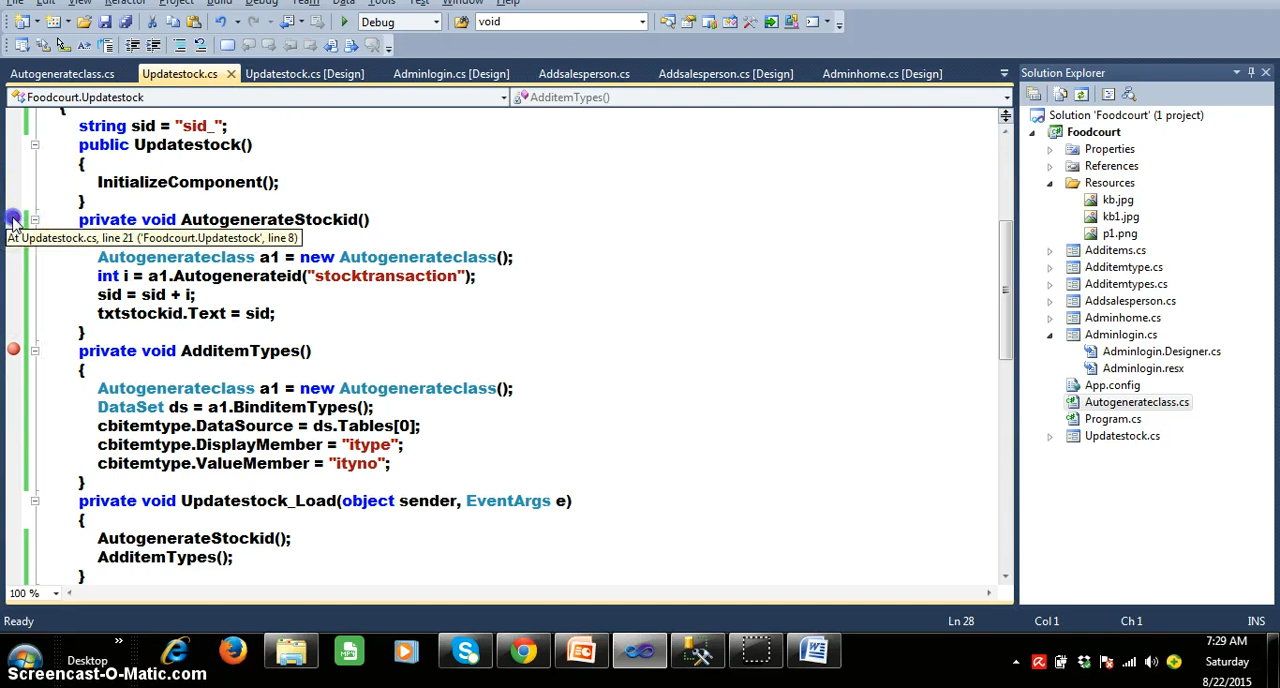 File Edit View Refactor Project Build Debug Team Data Tools Test Window Help
Debug void
Autogenerateclass.cs Updatestock.cs Updatestock.cs [Design] Adminlogin.cs [Design] Addsalesperson.cs Addsalesperson.cs [Design] Adminhome.cs [Design]
Foodcourt.Updatestock AdditemTypes()
{
string sid = "sid_";
public Updatestock()
{
InitializeComponent();
}
private void AutogenerateStockid()
At Updatestock.cs, line 21 ('Foodcourt.Updatestock', line 8)
Autogenerateclass a1 = new Autogenerateclass();
int i = a1.Autogenerateid("stocktransaction");
sid = sid + i;
txtstockid.Text = sid;
}
private void AdditemTypes()
{
Autogenerateclass a1 = new Autogenerateclass();
DataSet ds = a1.BinditemTypes();
cbitemtype.DataSource = ds.Tables[0];
cbitemtype.DisplayMember = "itype";
cbitemtype.ValueMember = "ityno";
}
private void Updatestock_Load(object sender, EventArgs e)
{
AutogenerateStockid();
AdditemTypes();
}
100 %
Solution Explorer
Solution 'Foodcourt' (1 project)
Foodcourt
Properties
References
Resources
kb.jpg
kb1.jpg
p1.png
Additems.cs
Additemtype.cs
Additemtypes.cs
Addsalesperson.cs
Adminhome.cs
Adminlogin.cs
Adminlogin.Designer.cs
Adminlogin.resx
App.config
Autogenerateclass.cs
Program.cs
Updatestock.cs
Ready Ln 28 Col 1 Ch 1 INS
Desktop
7:29 AM
Saturday
8/22/2015
Screencast-O-Matic.com